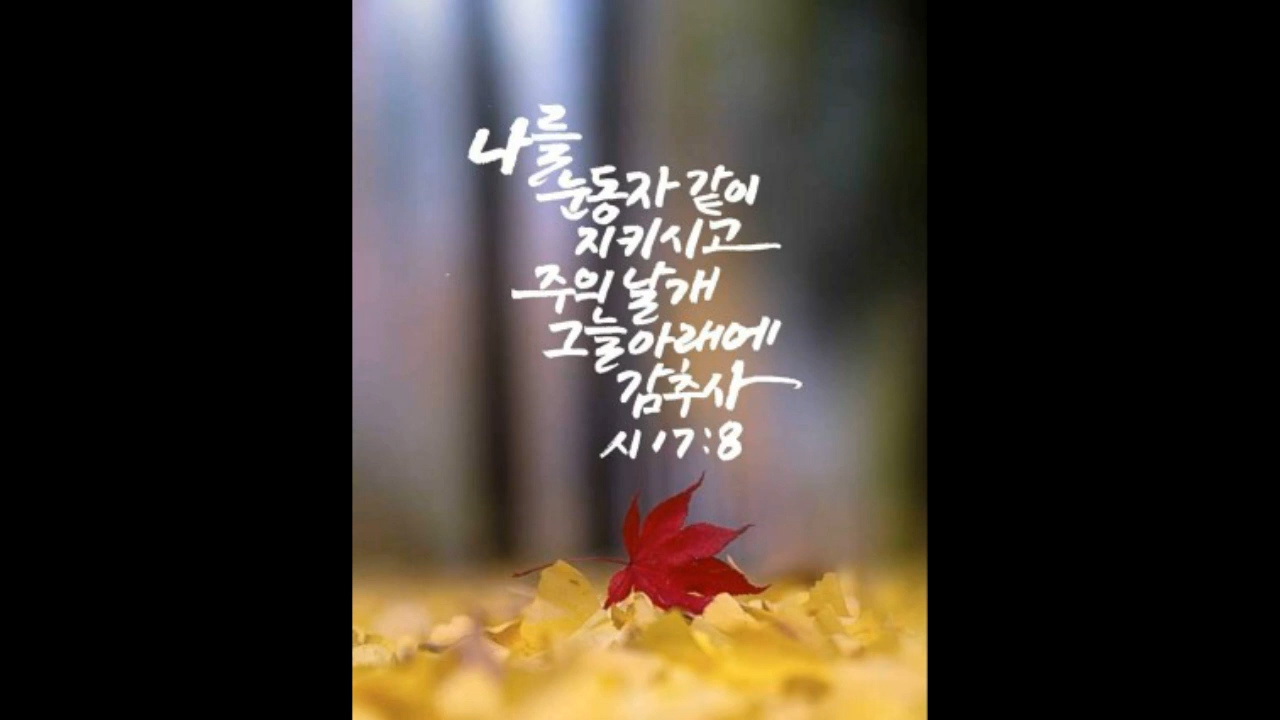 나를
눈동자 같이
지키시고
주의 날개
그늘아래에
감추사
시 17:8